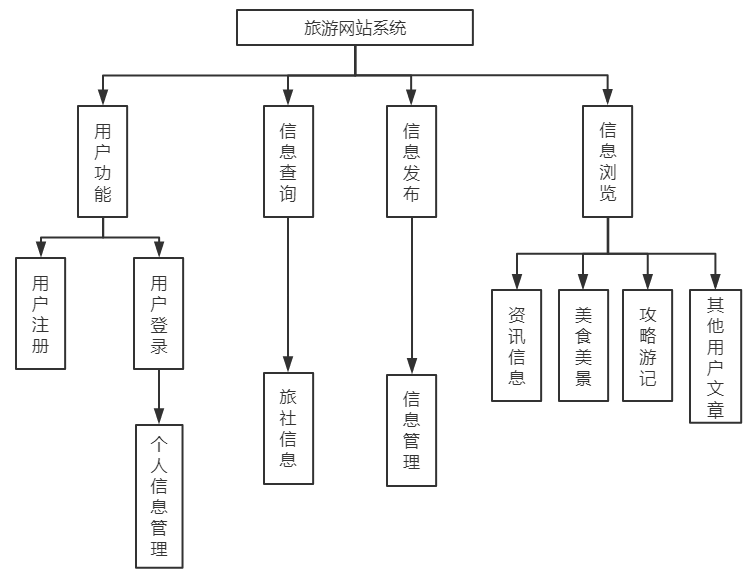 旅游网站系统
用户功能
信息查询
信息发布
信息浏览
用户注册
用户登录
资讯信息
美食美景
攻略游记
其他用户文章
旅社信息
信息管理
个人信息管理